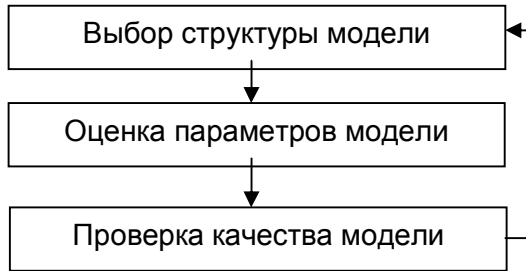 Выбор структуры модели
Оценка параметров модели
Проверка качества модели